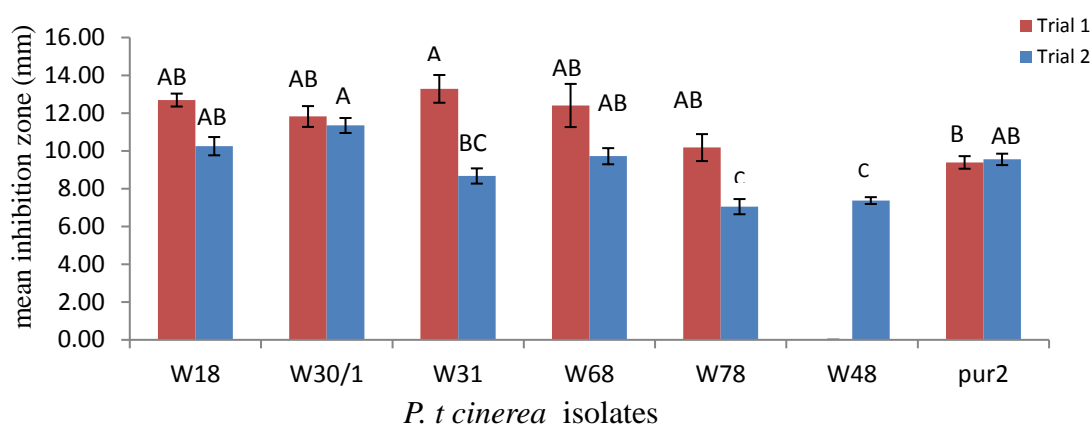 Trial 1
Trial 2
mean inhibition zone (mm)
16.00
14.00
12.00
10.00
8.00
6.00
4.00
2.00
0.00
AB
AB
AB
A
A
BC
AB
AB
AB
C
C
B
AB
W18
W30/1
W31
W68
W78
W48
pur2
P. t cinerea isolates